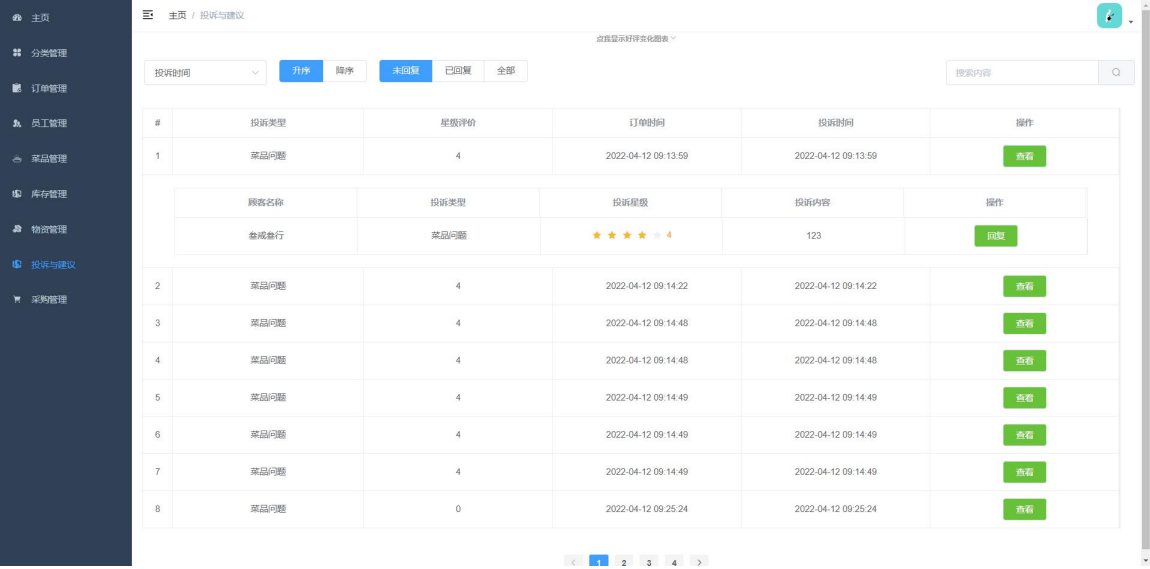 主页
分类管理
订单管理
员工管理
菜品管理
库存管理
物资管理
投诉与建议
采购管理
主页 / 投诉与建议
点我显示好评变化图表
投诉时间 升序 降序 未回复 已回复 全部 搜索内容
# 投诉类型 星级评价 订单时间 投诉时间 操作
1 菜品问题 4 2022-04-12 09:13:59 2022-04-12 09:13:59 查看
顾客名称 投诉类型 投诉星级 投诉内容 操作
叁戒叁行 菜品问题 4 123 回复
2 菜品问题 4 2022-04-12 09:14:22 2022-04-12 09:14:22 查看
3 菜品问题 4 2022-04-12 09:14:48 2022-04-12 09:14:48 查看
4 菜品问题 4 2022-04-12 09:14:48 2022-04-12 09:14:48 查看
5 菜品问题 4 2022-04-12 09:14:49 2022-04-12 09:14:49 查看
6 菜品问题 4 2022-04-12 09:14:49 2022-04-12 09:14:49 查看
7 菜品问题 4 2022-04-12 09:14:49 2022-04-12 09:14:49 查看
8 菜品问题 0 2022-04-12 09:25:24 2022-04-12 09:25:24 查看
< 1 2 3 4 >